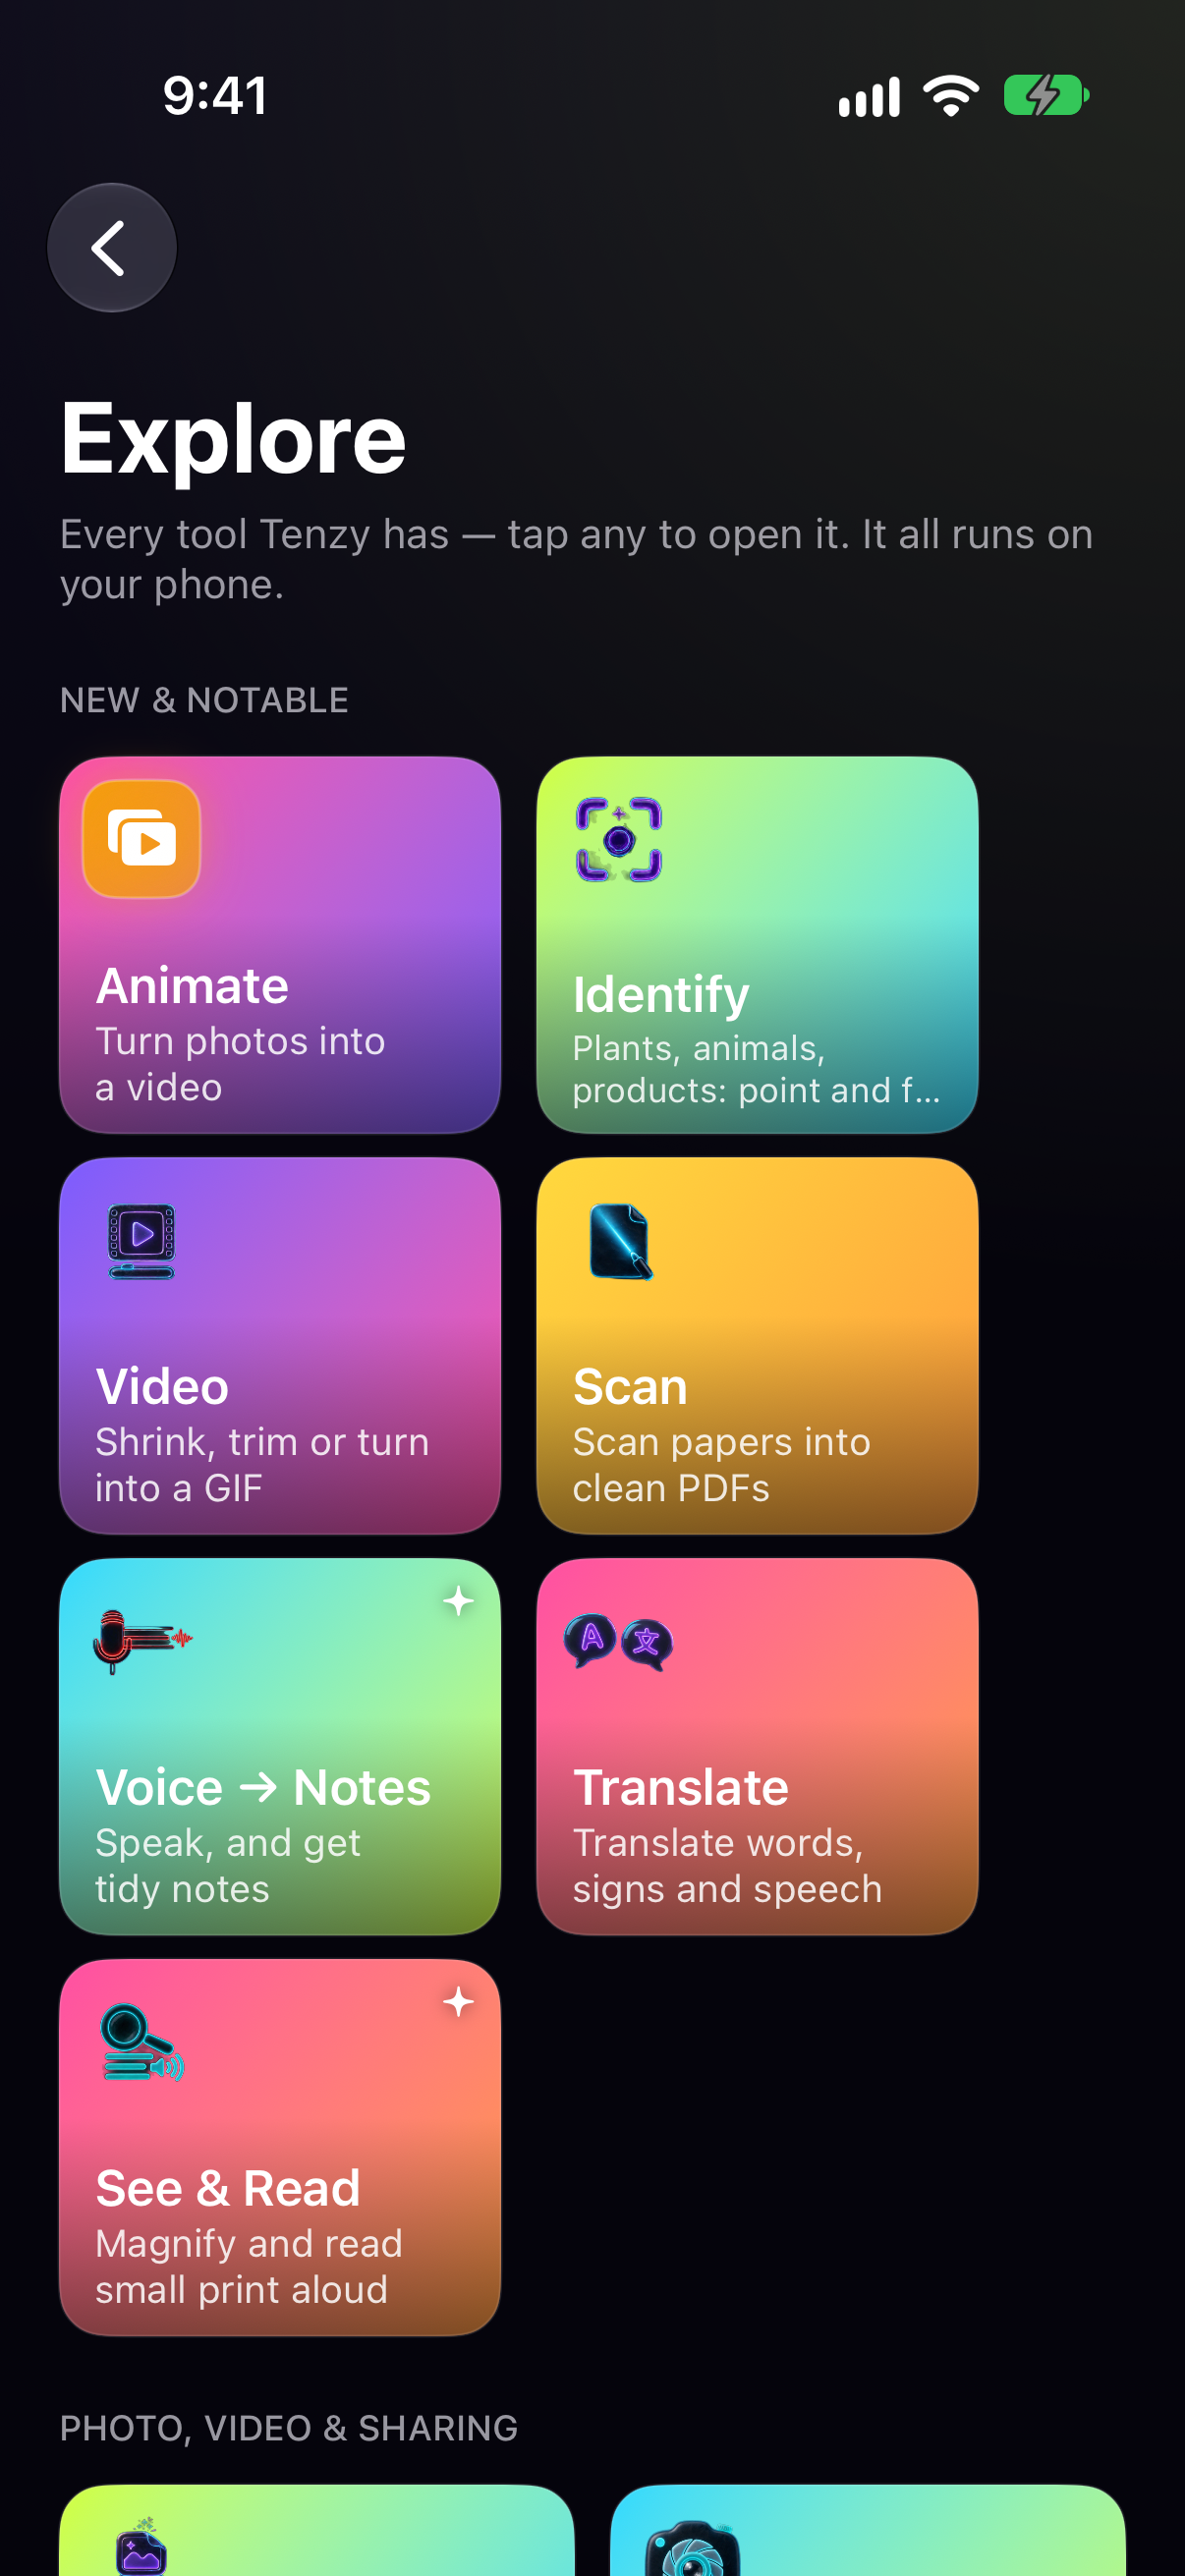 9:41
Explore
Every tool Tenzy has — tap any to open it. It all runs on
your phone.
NEW & NOTABLE
Animate
Turn photos into
a video
Identify
Plants, animals,
products: point and f…
Video
Shrink, trim or turn
into a GIF
Scan
Scan papers into
clean PDFs
Voice → Notes
Speak, and get
tidy notes
A 文
Translate
Translate words,
signs and speech
See & Read
Magnify and read
small print aloud
PHOTO, VIDEO & SHARING